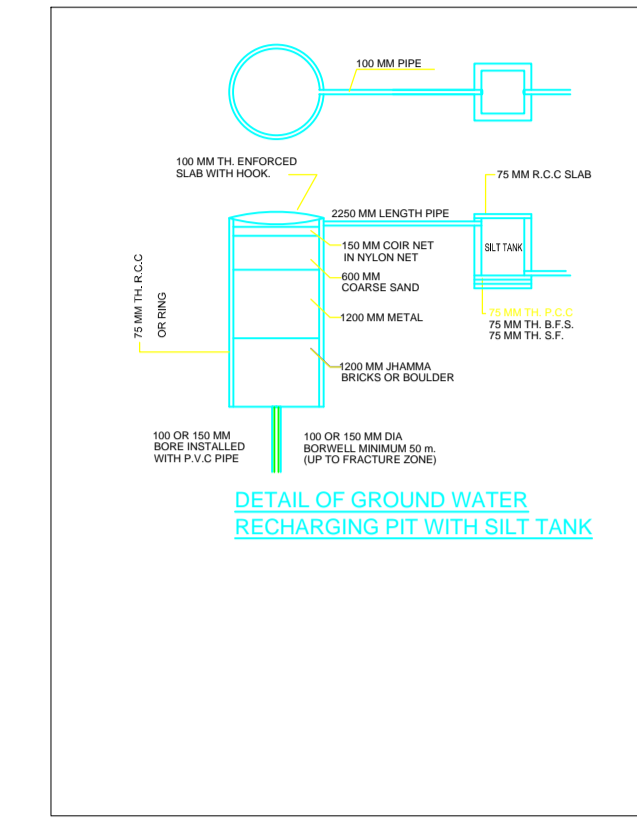 100 MM PIPE
100 MM TH. ENFORCED
SLAB WITH HOOK.
75 MM R.C.C SLAB
2250 MM LENGTH PIPE
150 MM COIR NET
IN NYLON NET
SILT TANK
600 MM
COARSE SAND
75 MM TH. R.C.C
OR RING
1200 MM METAL
75 MM TH. P.C.C
75 MM TH. B.F.S.
75 MM TH. S.F.
1200 MM JHAMMA
BRICKS OR BOULDER
100 OR 150 MM
BORE INSTALLED
WITH P.V.C PIPE
100 OR 150 MM DIA
BORWELL MINIMUM 50 m.
(UP TO FRACTURE ZONE)
DETAIL OF GROUND WATER
RECHARGING PIT WITH SILT TANK